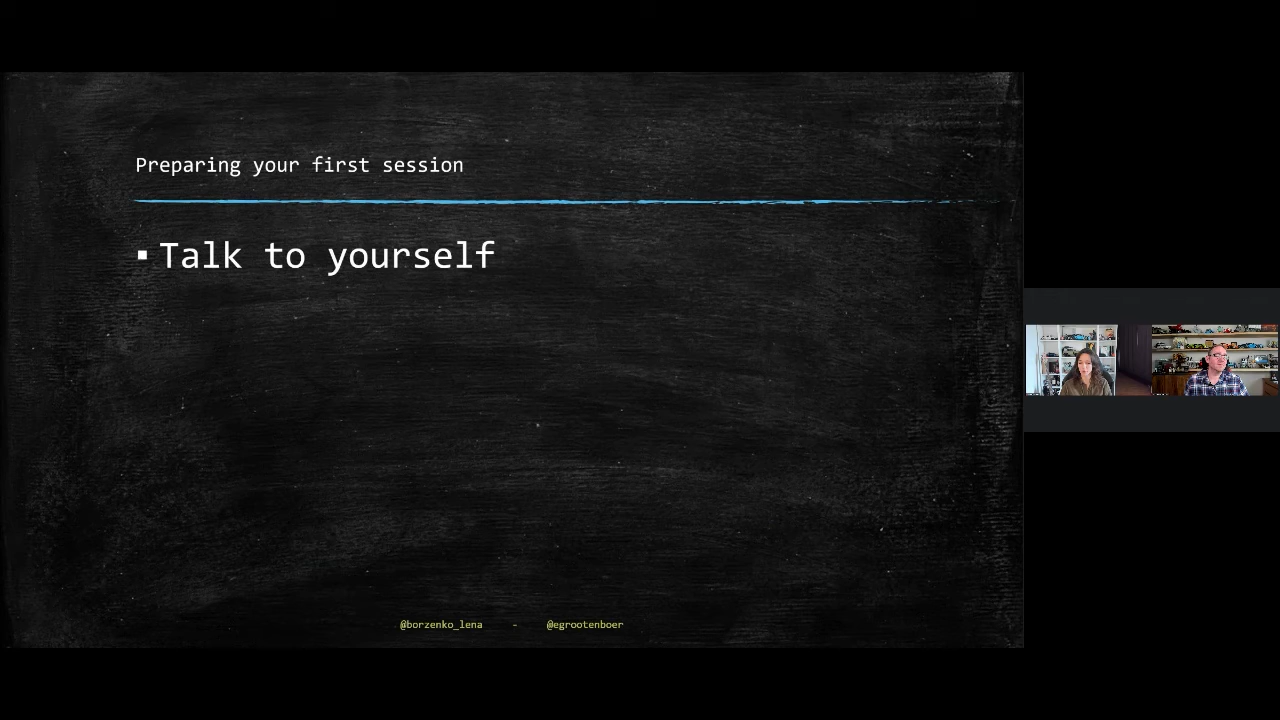 Preparing your first session
▪ Talk to yourself
@borzenko_lena - @egrootenboer